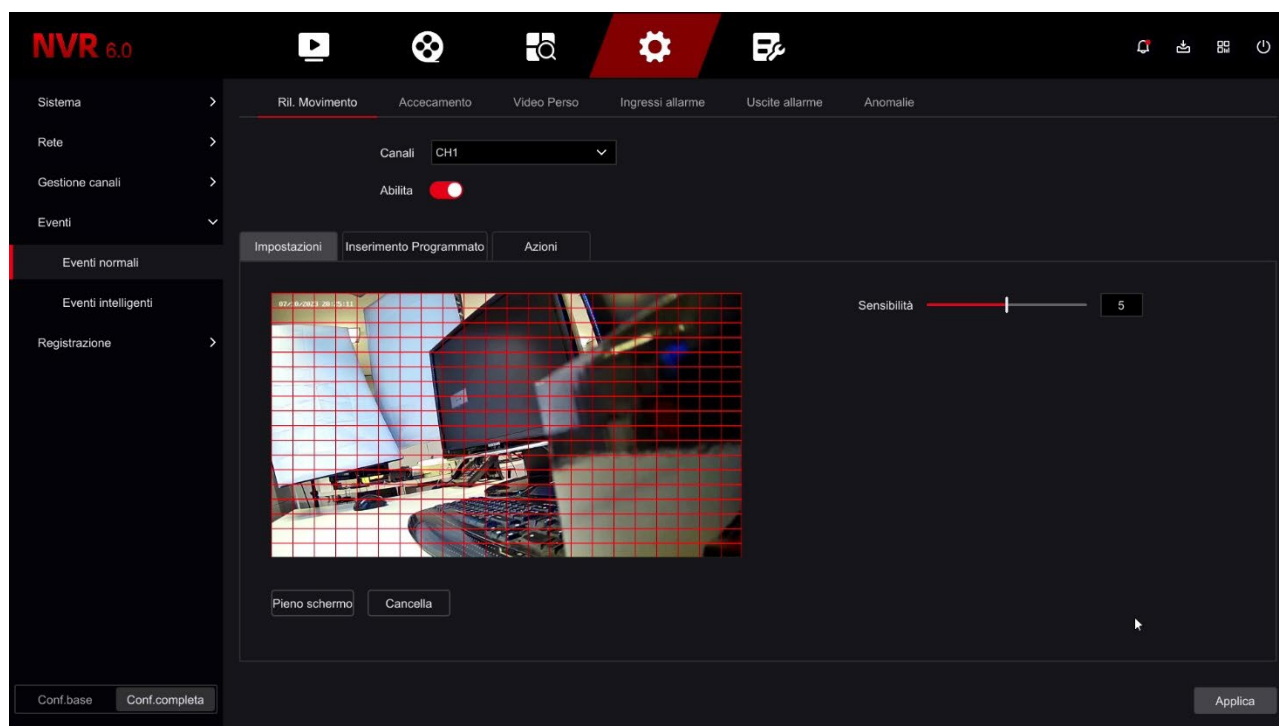 NVR 6.0
Sistema
Rete
Gestione canali
Eventi
Eventi normali
Eventi intelligenti
Registrazione
Conf.base Conf.completa
Ril. Movimento Accecamento Video Perso Ingressi allarme Uscite allarme Anomalie
Canali CH1
Abilita
Impostazioni Inserimento Programmato Azioni
Sensibilità 5
Pieno schermo Cancella
Applica